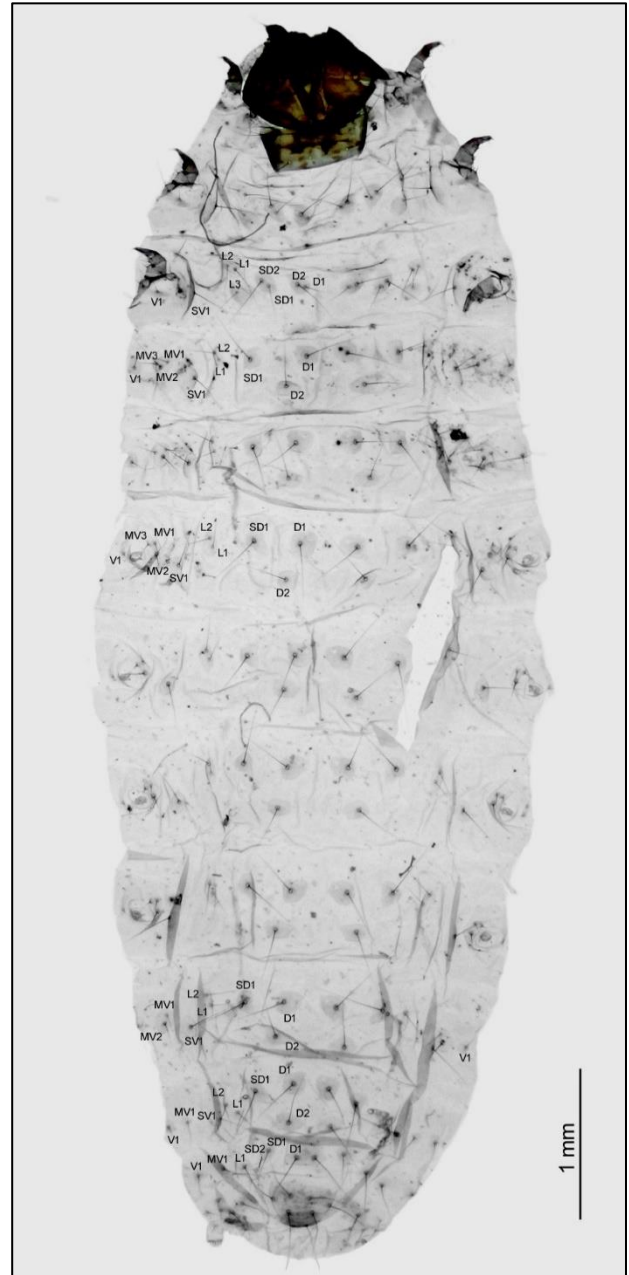 L2 L1 SD2 D2 D1
L3 SD1
V1 SV1
MV3 MV1 L2 D1
V1 MV2 L1 SD1
SV1 D2
MV3 MV1 L2 SD1 D1
V1 MV2 SV1 L1
D2
L2 SD1
MV1 L1 D1
MV2 SV1 D2 V1
D1
SD1
L2 L1
MV1 SV1 D2
V1 SD1
SD2 D1
V1 MV1 L1
1 mm